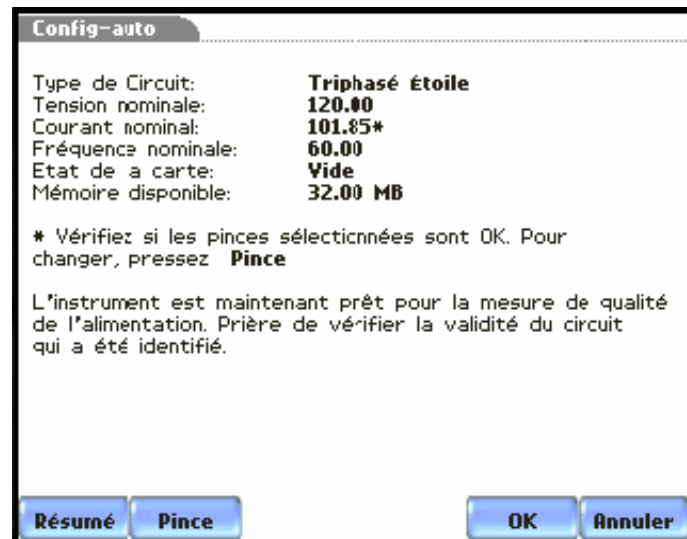 Config-auto
Type de Circuit: Triphasé Étoile
Tension nominale: 120.00
Courant nominal: 101.85*
Fréquence nominale: 60.00
Etat de a carte: Vide
Mémoire disponible: 32.00 MB
* Vérifiez si les pinces sélectionnées sont OK. Pour
changer, pressez Pince
L'instrument est maintenant prêt pour la mesure de qualité
de l'alimentation. Prière de vérifier la validité du circuit
qui a été identifié.
Résumé Pince OK Annuler